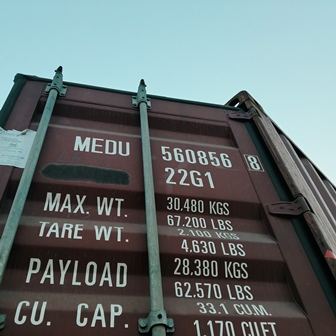 MEDU 560856 8
22G1
MAX. WT. 30.480 KGS
67.200 LBS
TARE WT. 2.100 KGS
4.630 LBS
PAYLOAD 28.380 KGS
62.570 LBS
CU. CAP. 33.1 CU.M.
1.170 CU.FT.